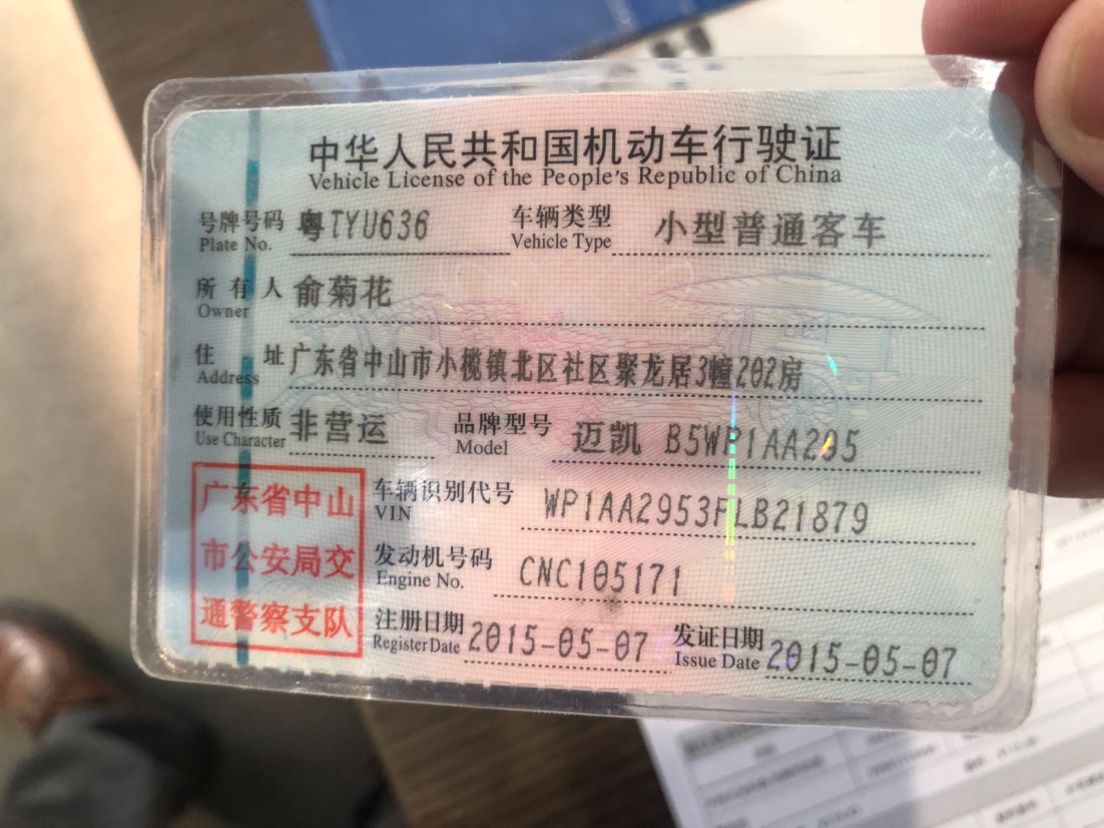 中华人民共和国机动车行驶证
Vehicle License of the People's Republic of China
号牌号码 粤TYU636 车辆类型 小型普通客车
Plate No. Vehicle Type
所有人 俞菊花
Owner
住址 广东省中山市小榄镇北区社区聚龙居3幢202房
Address
使用性质 非营运 品牌型号 迈凯 B5WP1AA295
Use Character Model
广东省中山
市公安局交
通警察支队
车辆识别代号 WP1AA2953FLB21879
VIN
发动机号码 CNC105171
Engine No.
注册日期 2015-05-07 发证日期 2015-05-07
Register Date Issue Date